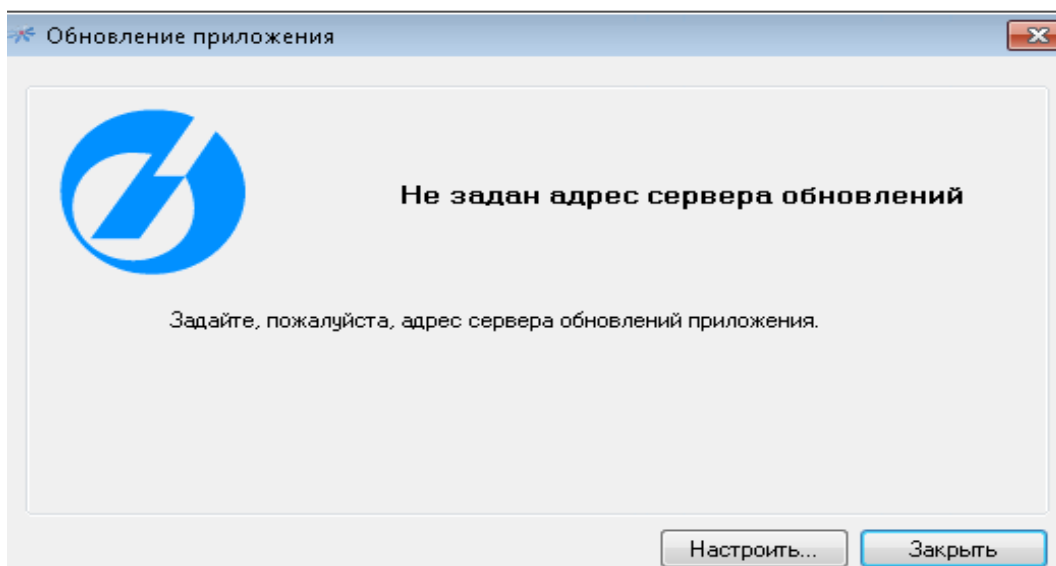 Обновление приложения
Не задан адрес сервера обновлений
Задайте, пожалуйста, адрес сервера обновлений приложения.
Настроить... Закрыть